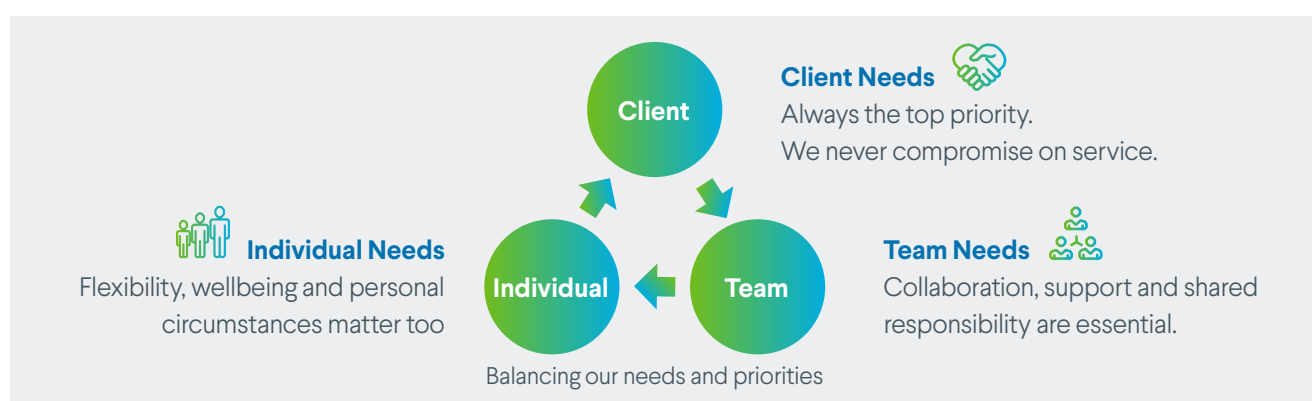 Client
Client Needs
Always the top priority.
We never compromise on service.
Individual Needs
Flexibility, wellbeing and personal
circumstances matter too
Individual
Team
Team Needs
Collaboration, support and shared
responsibility are essential.
Balancing our needs and priorities